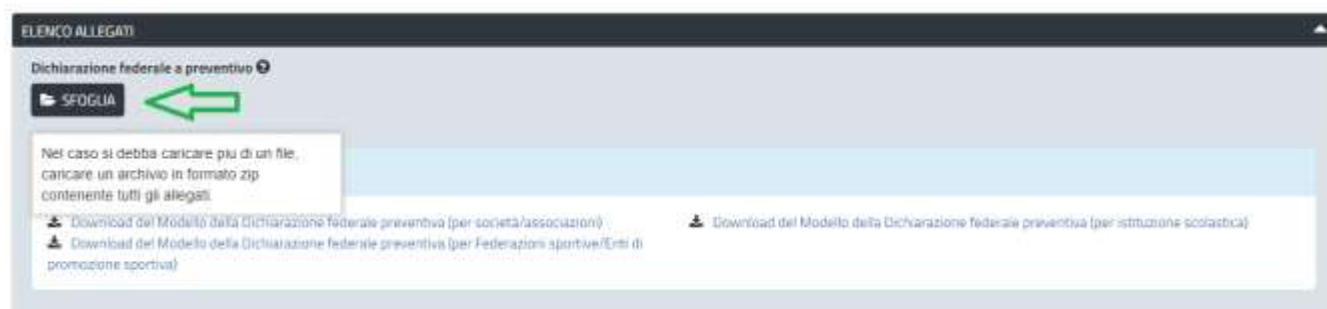 ELENCO ALLEGATI
Dichiarazione federale a preventivo
SFOGLIA
Nel caso si debba caricare piu di un file,
caricare un archivio in formato zip
contenente tutti gli allegati.
Download del Modello della Dichiarazione federale preventiva (per società/associazioni)
Download del Modello della Dichiarazione federale preventiva (per istituzione scolastica)
Download del Modello della Dichiarazione federale preventiva (per Federazioni sportive/Enti di
promozione sportiva)